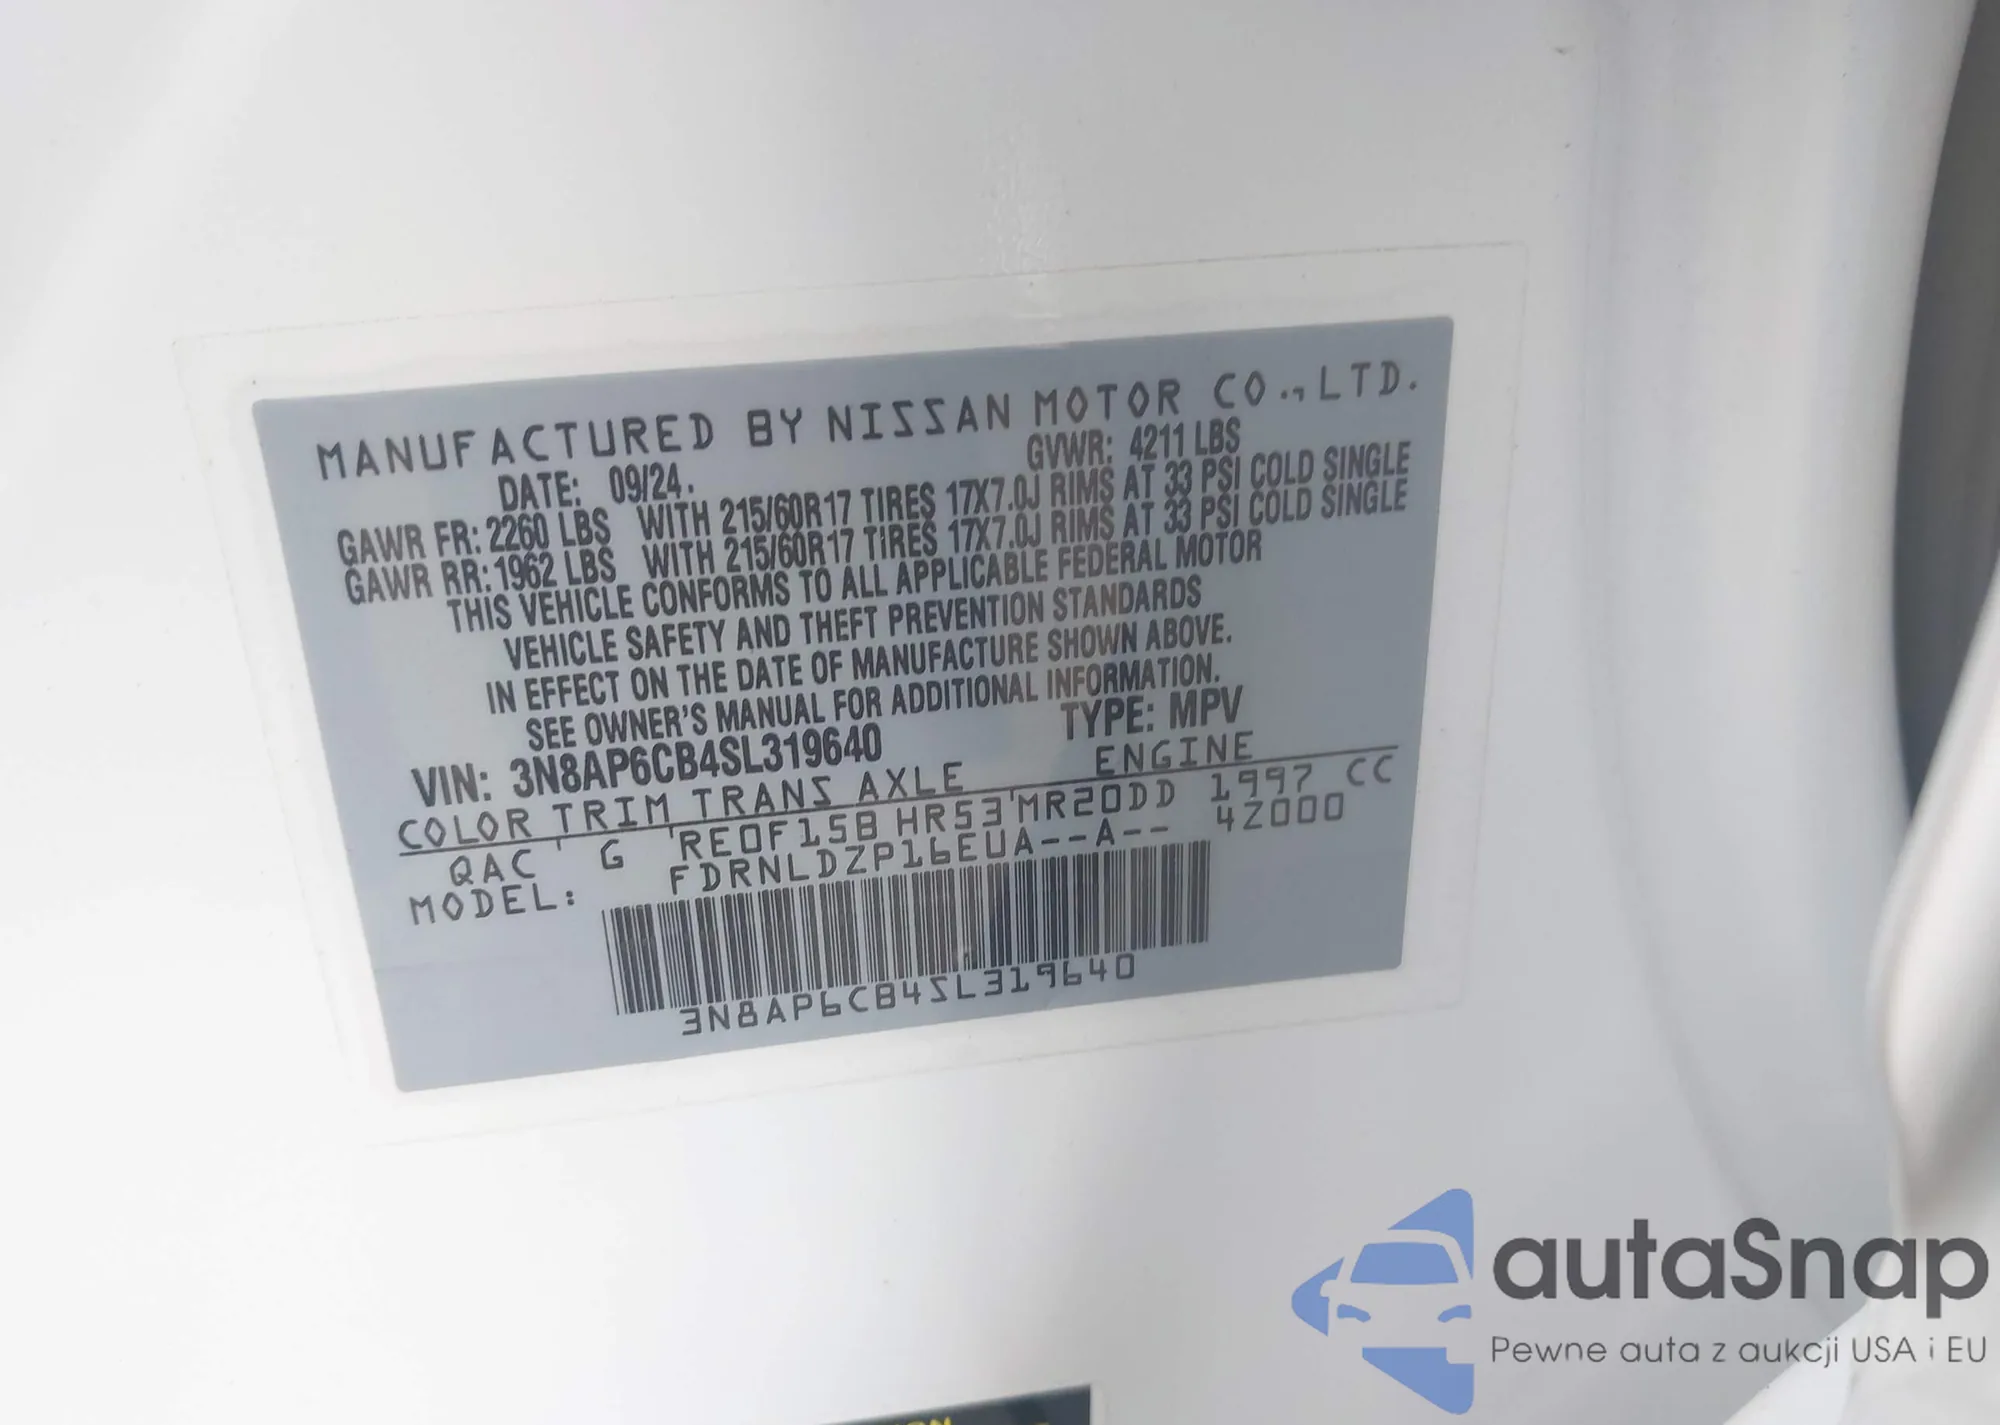 MANUFACTURED BY NISSAN MOTOR CO.,LTD.
DATE: 09/24. GVWR: 4211 LBS
GAWR FR: 2260 LBS WITH 215/60R17 TIRES 17X7.0J RIMS AT 33 PSI COLD SINGLE
GAWR RR: 1962 LBS WITH 215/60R17 TIRES 17X7.0J RIMS AT 33 PSI COLD SINGLE
THIS VEHICLE CONFORMS TO ALL APPLICABLE FEDERAL MOTOR
VEHICLE SAFETY AND THEFT PREVENTION STANDARDS
IN EFFECT ON THE DATE OF MANUFACTURE SHOWN ABOVE.
SEE OWNER'S MANUAL FOR ADDITIONAL INFORMATION.
VIN: 3N8AP6CB4SL319640 TYPE: MPV
COLOR TRIM TRANS AXLE ENGINE
QAC G RE0F15B HR53 MR20DD 1997 CC
MODEL: FDRNLDZP16EUA--A-- 4Z000
3N8AP6CB4SL319640
autaSnap
Pewne auta z aukcji USA i EU